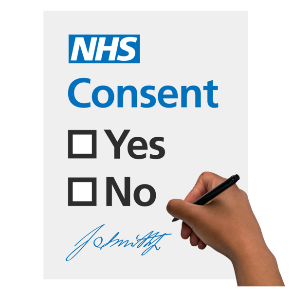 NHS
Consent
Yes
No